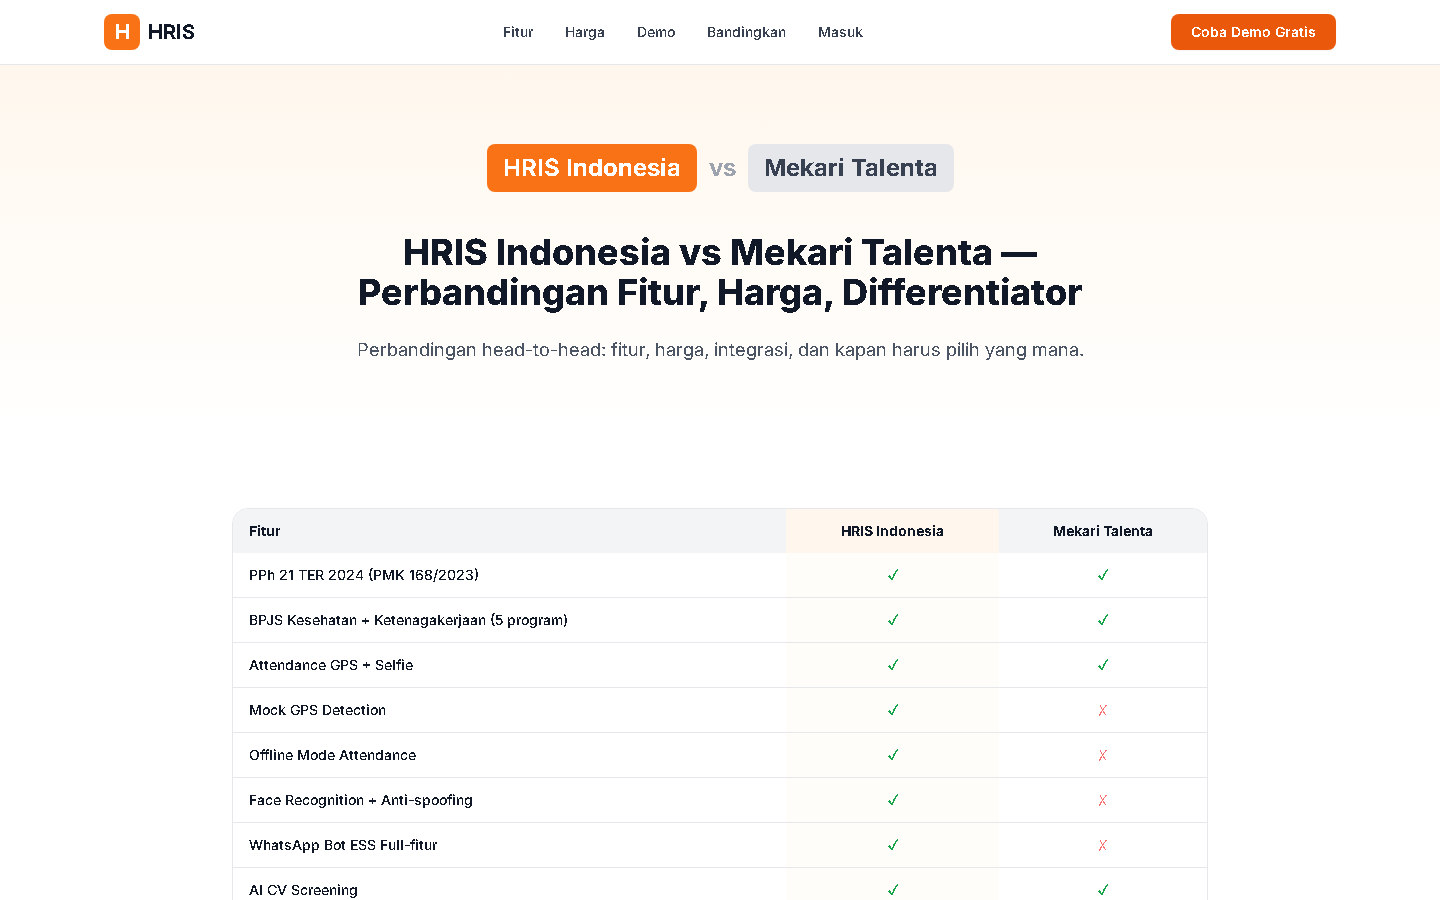 H HRIS
Fitur Harga Demo Bandingkan Masuk
Coba Demo Gratis
HRIS Indonesia vs Mekari Talenta
HRIS Indonesia vs Mekari Talenta —
Perbandingan Fitur, Harga, Differentiator
Perbandingan head-to-head: fitur, harga, integrasi, dan kapan harus pilih yang mana.
Fitur HRIS Indonesia Mekari Talenta
PPh 21 TER 2024 (PMK 168/2023) ✓ ✓
BPJS Kesehatan + Ketenagakerjaan (5 program) ✓ ✓
Attendance GPS + Selfie ✓ ✓
Mock GPS Detection ✓ ✗
Offline Mode Attendance ✓ ✗
Face Recognition + Anti-spoofing ✓ ✗
WhatsApp Bot ESS Full-fitur ✓ ✗
AI CV Screening ✓ ✓